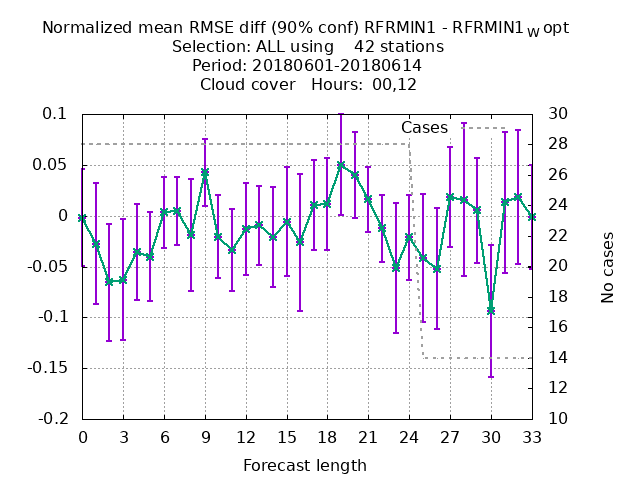 Normalized mean RMSE diff (90% conf) RFRMIN1 - RFRMIN1_W opt
Selection: ALL using 42 stations
Period: 20180601-20180614
Cloud cover Hours: 00,12
Cases
0.1
0.05
0
-0.05
-0.1
-0.15
-0.2
30
28
26
24
22
20
18
16
14
12
10
No cases
0 3 6 9 12 15 18 21 24 27 30 33
Forecast length